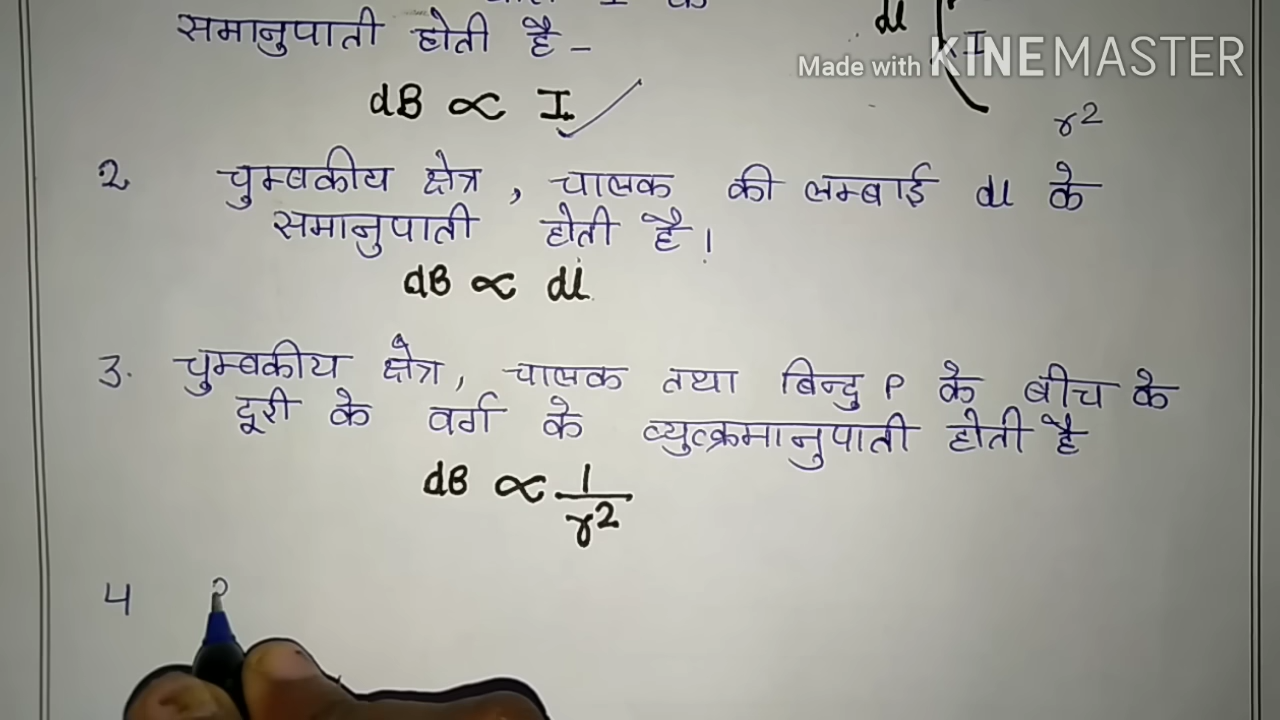 समानुपाती होती है -
dl
I
Made with KINEMASTER
dB ∝ I
r2
2 चुम्बकीय क्षेत्र, चालक की लम्बाई dl के
समानुपाती होती है।
dB ∝ dl
3. चुम्बकीय क्षेत्र, चालक तथा बिन्दु P के बीच के
दूरी के वर्ग के व्युत्क्रमानुपाती होती है
dB ∝ 1/r2
4